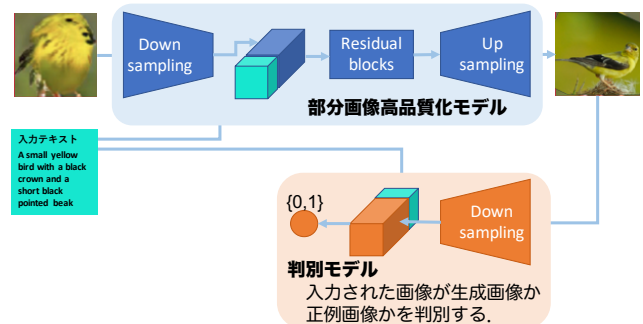 Down
sampling
Residual
blocks
Up
sampling
部分画像高品質化モデル
入力テキスト
A small yellow
bird with a black
crown and a
short black
pointed beak
{0,1}
Down
sampling
判別モデル
入力された画像が生成画像か
正例画像かを判別する.